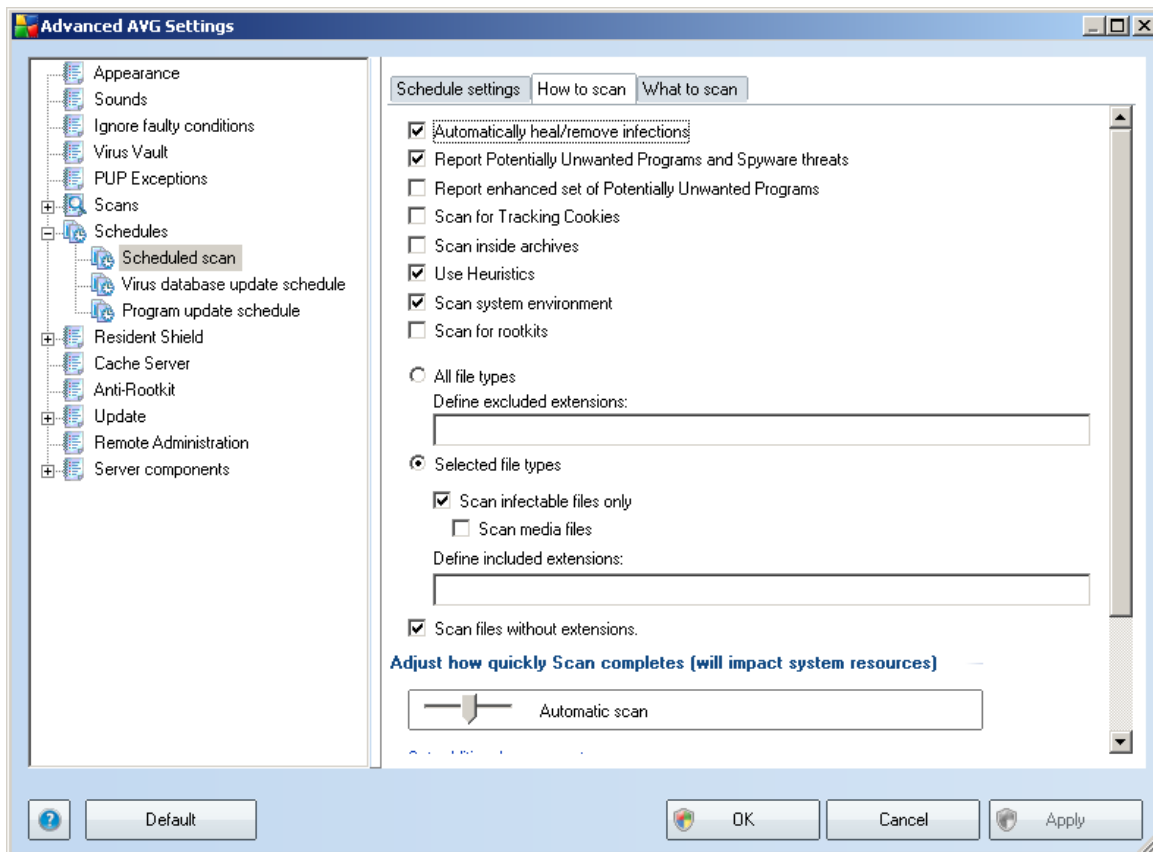 Advanced AVG Settings
Appearance
Sounds
Ignore faulty conditions
Virus Vault
PUP Exceptions
Scans
Schedules
Scheduled scan
Virus database update schedule
Program update schedule
Resident Shield
Cache Server
Anti-Rootkit
Update
Remote Administration
Server components
Schedule settings
How to scan
What to scan
Automatically heal/remove infections
Report Potentially Unwanted Programs and Spyware threats
Report enhanced set of Potentially Unwanted Programs
Scan for Tracking Cookies
Scan inside archives
Use Heuristics
Scan system environment
Scan for rootkits
All file types
Define excluded extensions:
Selected file types
Scan infectable files only
Scan media files
Define included extensions:
Scan files without extensions.
Adjust how quickly Scan completes (will impact system resources)
Automatic scan
?
Default
OK
Cancel
Apply